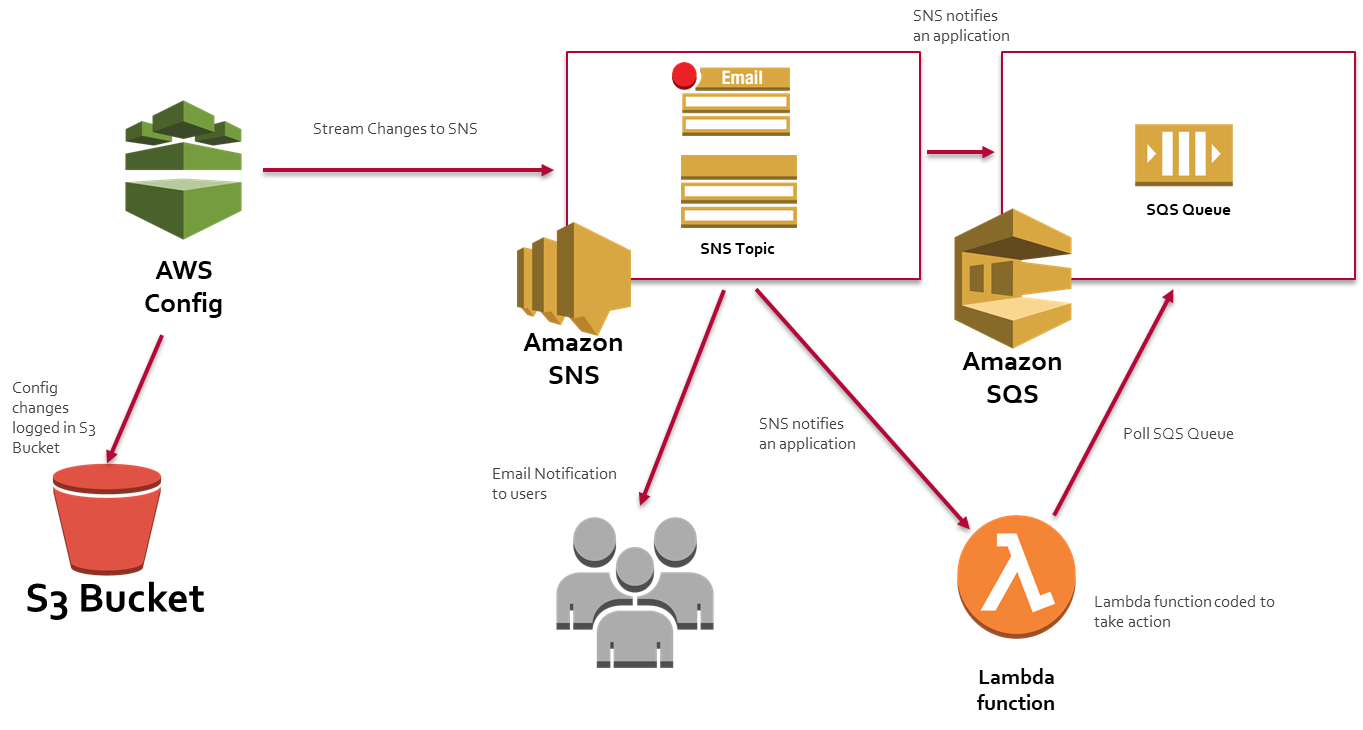 SNS notifies
an application
Email
Stream Changes to SNS
SQS Queue
SNS Topic
AWS
Config
Amazon
SNS
Amazon
SQS
Config
changes
logged in S3
Bucket
SNS notifies
an application
Poll SQS Queue
Email Notification
to users
S3 Bucket
Lambda function coded to
take action
Lambda
function